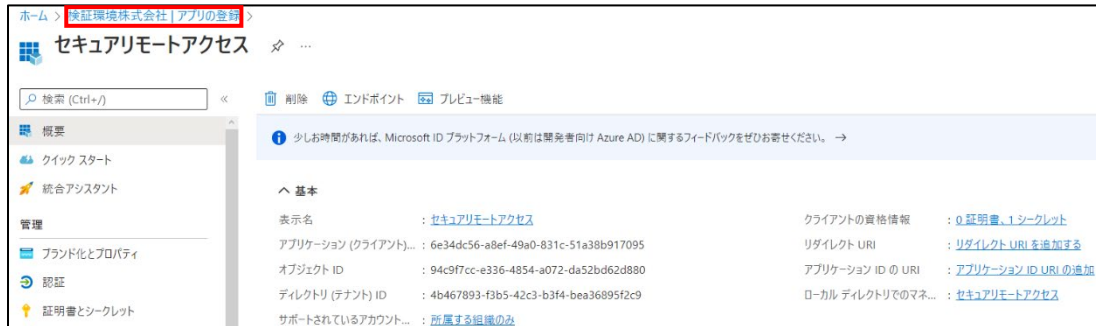 ホーム > 検証環境株式会社 | アプリの登録 >
セキュアリモートアクセス
検索 (Ctrl+/)
削除 エンドポイント プレビュー機能
概要
少しお時間があれば、Microsoft ID プラットフォーム (以前は開発者向け Azure AD) に関するフィードバックをぜひお寄せください。 →
クイック スタート
統合アシスタント
基本
管理
表示名 : セキュアリモートアクセス クライアントの資格情報 : 0 証明書、1 シークレット
アプリケーション (クライアント)... : 6e34dc56-a8ef-49a0-831c-51a38b917095 リダイレクト URI : リダイレクト URI を追加する
ブランド化とプロパティ
オブジェクト ID : 94c9f7cc-e336-4854-a072-da52bd62d880 アプリケーション ID の URI : アプリケーション ID URI の追加
認証
ディレクトリ (テナント) ID : 4b467893-f3b5-42c3-b3f4-bea36895f2c9 ローカル ディレクトリでのマネ... : セキュアリモートアクセス
証明書とシークレット
サポートされているアカウント... : 所属する組織のみ